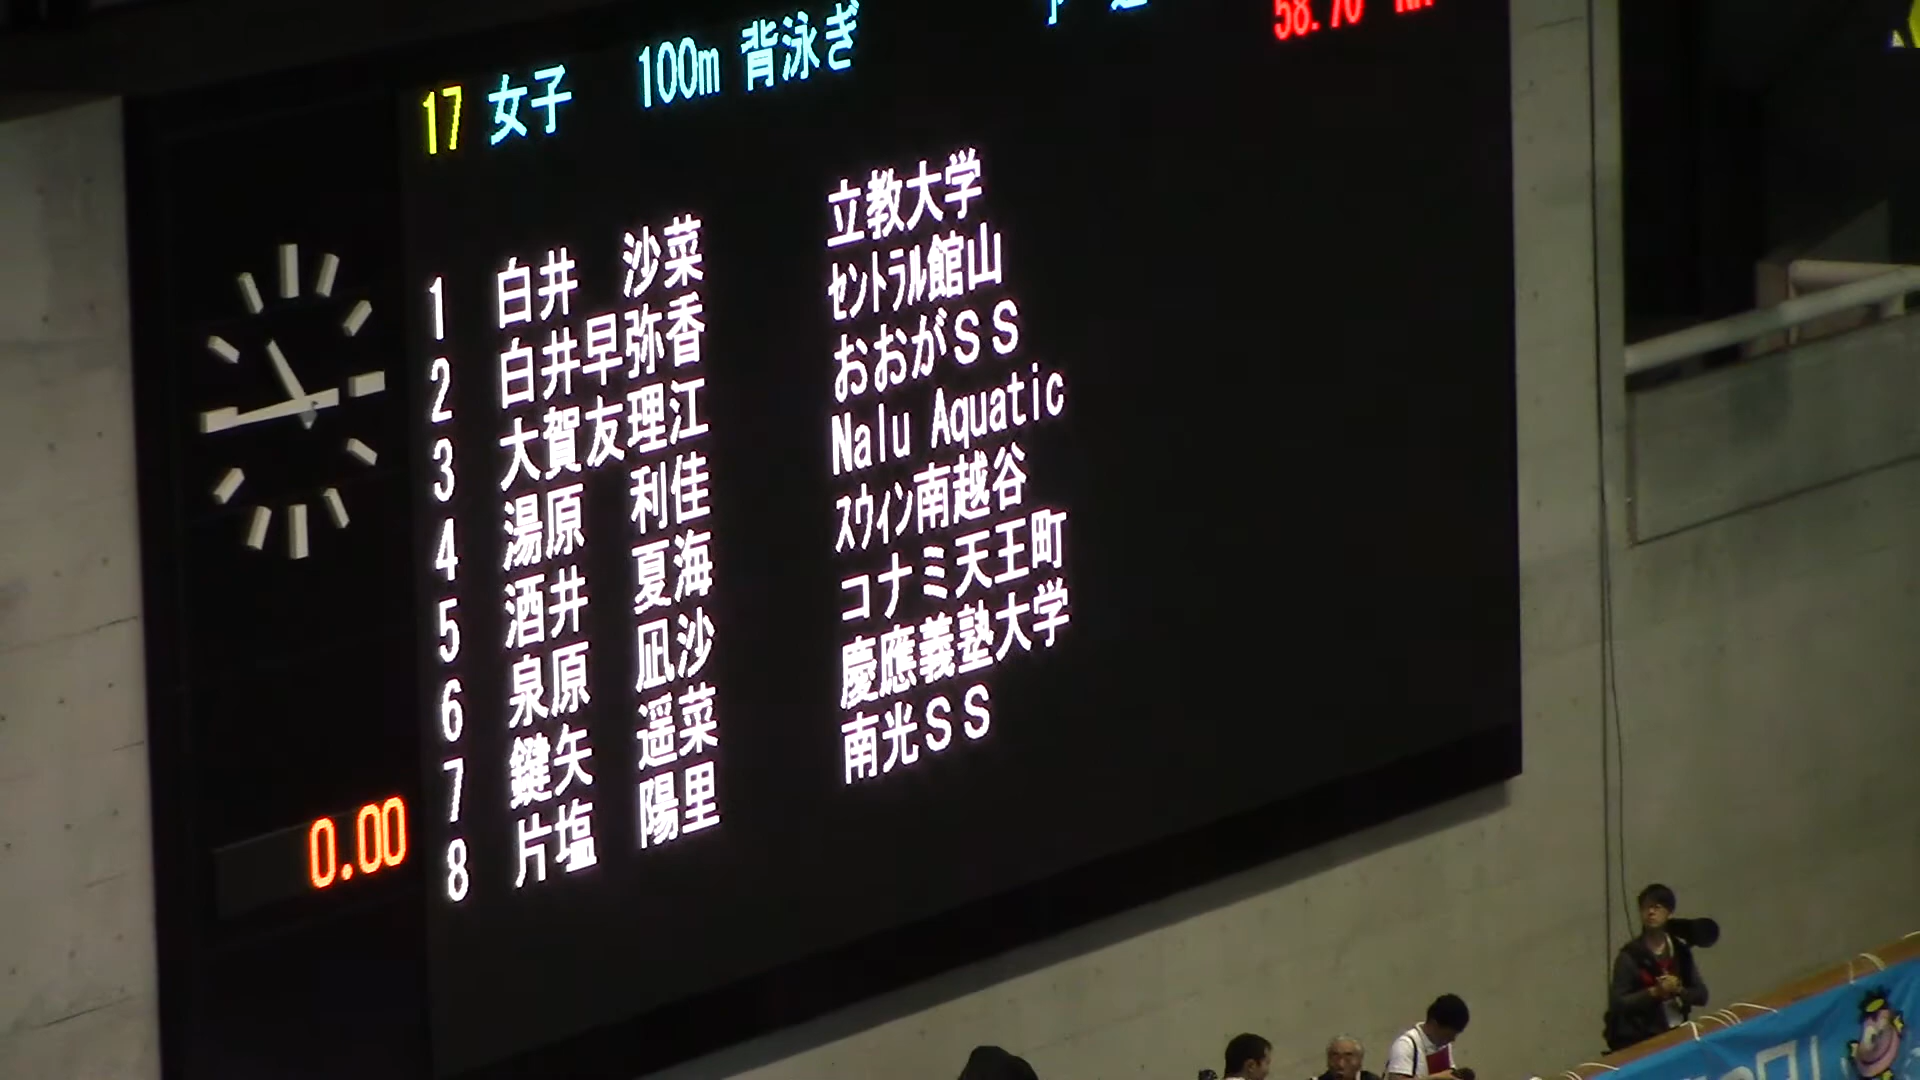 17 女子 100m 背泳ぎ
58.70
1 白井 沙菜 立教大学
2 白井早弥香 セントラル館山
3 大賀友理江 おおがSS
4 湯原 利佳 Nalu Aquatic
5 酒井 夏海 スウィン南越谷
6 泉原 凪沙 コナミ天王町
7 鍵矢 遥菜 慶應義塾大学
8 片塩 陽里 南光SS
0.00